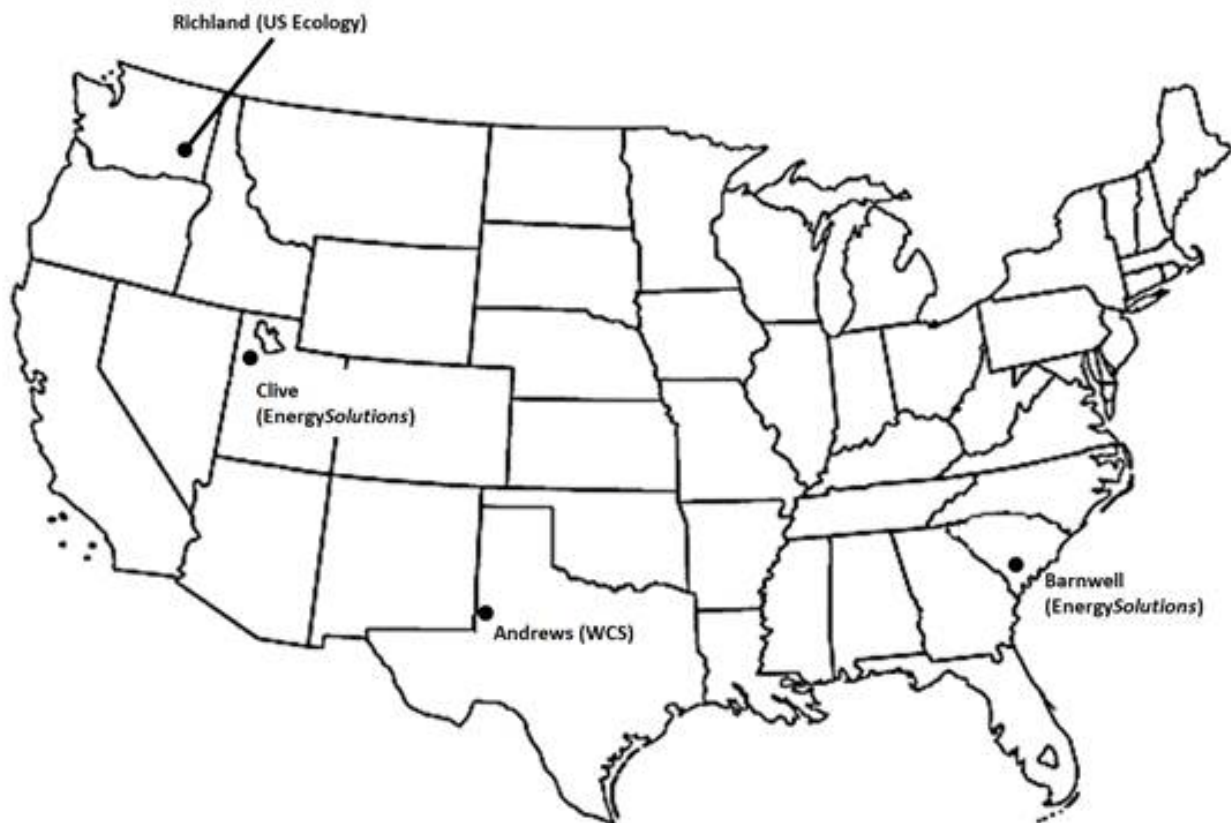 Richland (US Ecology)
Clive
(EnergySolutions)
Andrews (WCS)
Barnwell
(EnergySolutions)